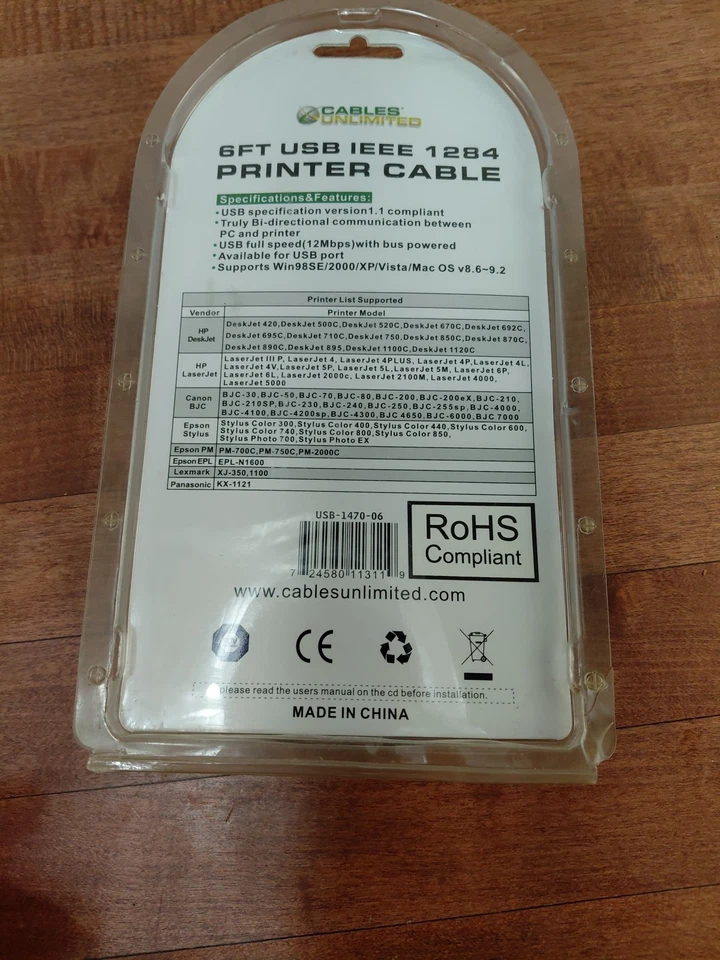 CABLES
UNLIMITED
6FT USB IEEE 1284
PRINTER CABLE
Specifications&Features:
•USB specification version1.1 compliant
•Truly Bi-directional communication between
PC and printer
•USB full speed(12Mbps)with bus powered
•Available for USB port
•Supports Win98SE/2000/XP/Vista/Mac OS v8.6~9.2
Printer List Supported
Vendor Printer Model
HP
DeskJet
DeskJet 420,DeskJet 500C,DeskJet 520C,DeskJet 670C,DeskJet 692C,
DeskJet 695C,DeskJet 710C,DeskJet 750,DeskJet 850C,DeskJet 870C,
DeskJet 890C,DeskJet 895,DeskJet 1100C,DeskJet 1120C
HP
LaserJet
LaserJet III P, LaserJet 4, LaserJet 4PLUS, LaserJet 4P,LaserJet 4L,
LaserJet 4V,LaserJet 5P, LaserJet 5L,LaserJet 5M, LaserJet 6P,
LaserJet 6L, LaserJet 2000c, LaserJet 2100M, LaserJet 4000,
LaserJet 5000
Canon
BJC
BJC-30,BJC-50,BJC-70,BJC-80,BJC-200,BJC-200eX,BJC-210,
BJC-210SP,BJC-230,BJC-240,BJC-250,BJC-255sp,BJC-4000,
BJC-4100,BJC-4200sp,BJC-4300,BJC 4650,BJC-6000,BJC 7000
Epson
Stylus
Stylus Color 300,Stylus Color 400,Stylus Color 440,Stylus Color 600,
Stylus Color 740,Stylus Color 800,Stylus Color 850,
Stylus Photo 700,Stylus Photo EX
Epson PM PM-700C,PM-750C,PM-2000C
Epson EPL EPL-N1600
Lexmark XJ-350,1100
Panasonic KX-1121
USB-1470-06
7 24580 11311 9
RoHS
Compliant
www.cablesunlimited.com
CE
please read the users manual on the cd before installation.
MADE IN CHINA